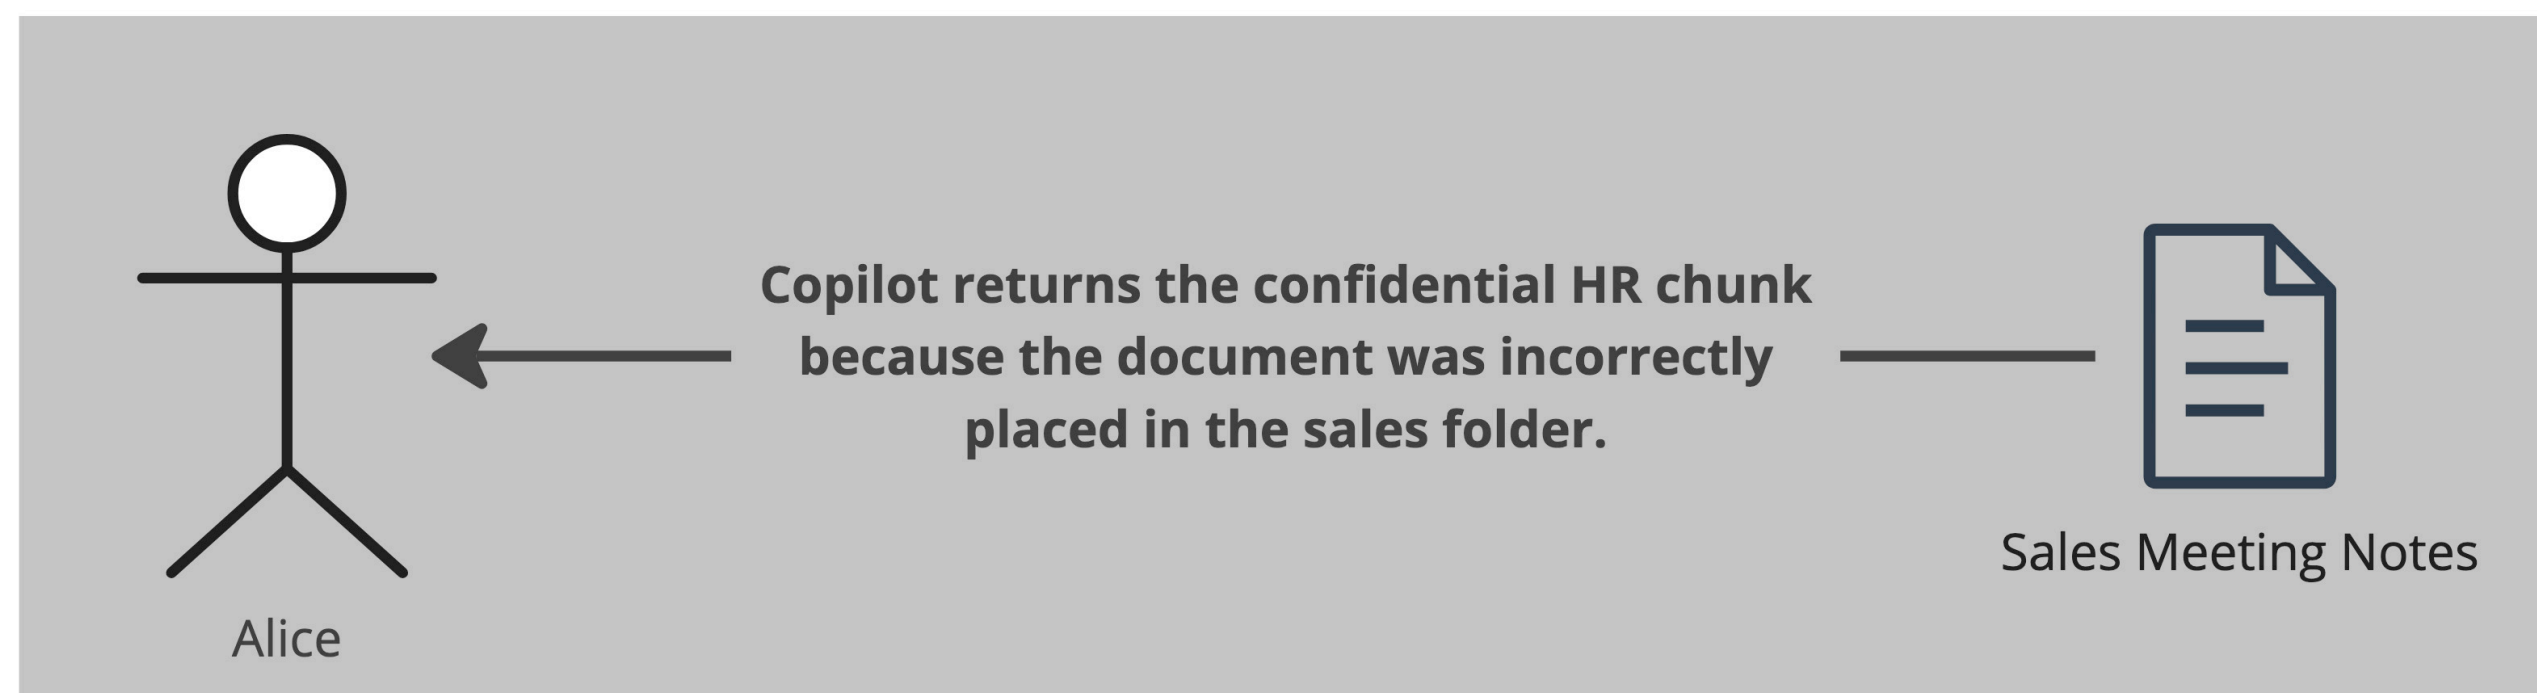 Copilot returns the confidential HR chunk
because the document was incorrectly
placed in the sales folder.
Sales Meeting Notes
Alice